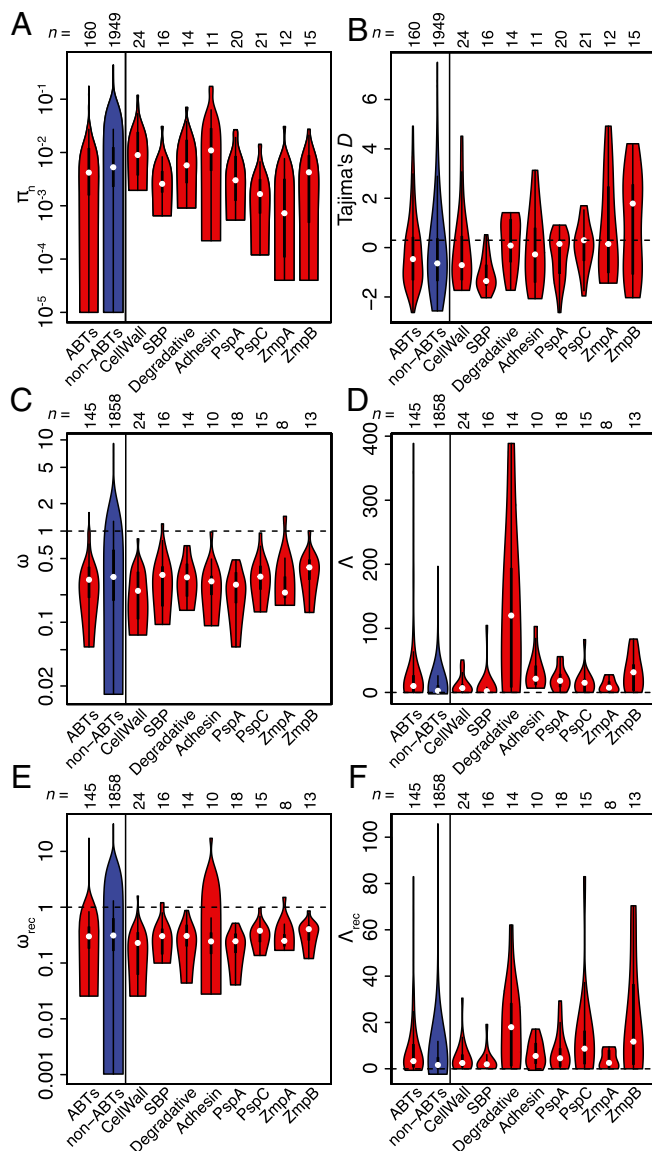 A
n =
160
1949
24
16
14
11
20
21
12
15
10⁻¹
10⁻²
10⁻³
10⁻⁴
10⁻⁵
πn
ABTs
non−ABTs
CellWall
SBP
Degradative
Adhesin
PspA
PspC
ZmpA
ZmpB
B
n =
160
1949
24
16
14
11
20
21
12
15
6
4
2
0
−2
Tajima's D
ABTs
non−ABTs
CellWall
SBP
Degradative
Adhesin
PspA
PspC
ZmpA
ZmpB
C
n =
145
1858
24
16
14
10
18
15
8
13
10
5
2
1
0.5
0.1
0.02
ω
ABTs
non−ABTs
CellWall
SBP
Degradative
Adhesin
PspA
PspC
ZmpA
ZmpB
D
n =
145
1858
24
16
14
10
18
15
8
13
400
300
200
100
0
Λ
ABTs
non−ABTs
CellWall
SBP
Degradative
Adhesin
PspA
PspC
ZmpA
ZmpB
E
n =
145
1858
24
16
14
10
18
15
8
13
10
1
0.1
0.01
0.001
ωrec
ABTs
non−ABTs
CellWall
SBP
Degradative
Adhesin
PspA
PspC
ZmpA
ZmpB
F
n =
145
1858
24
16
14
10
18
15
8
13
100
80
60
40
20
0
Λrec
ABTs
non−ABTs
CellWall
SBP
Degradative
Adhesin
PspA
PspC
ZmpA
ZmpB